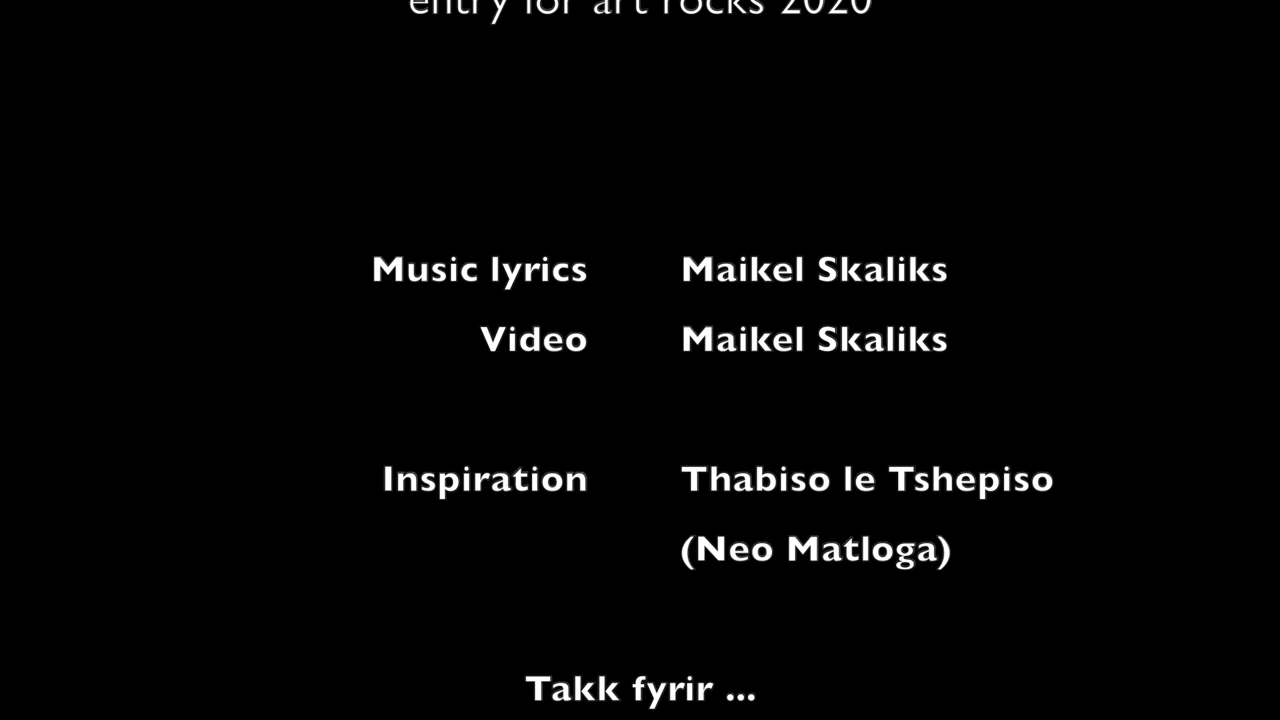 entry for art rocks 2020
Music lyrics Maikel Skaliks
Video Maikel Skaliks
Inspiration Thabiso le Tshepiso
(Neo Matloga)
Takk fyrir ...